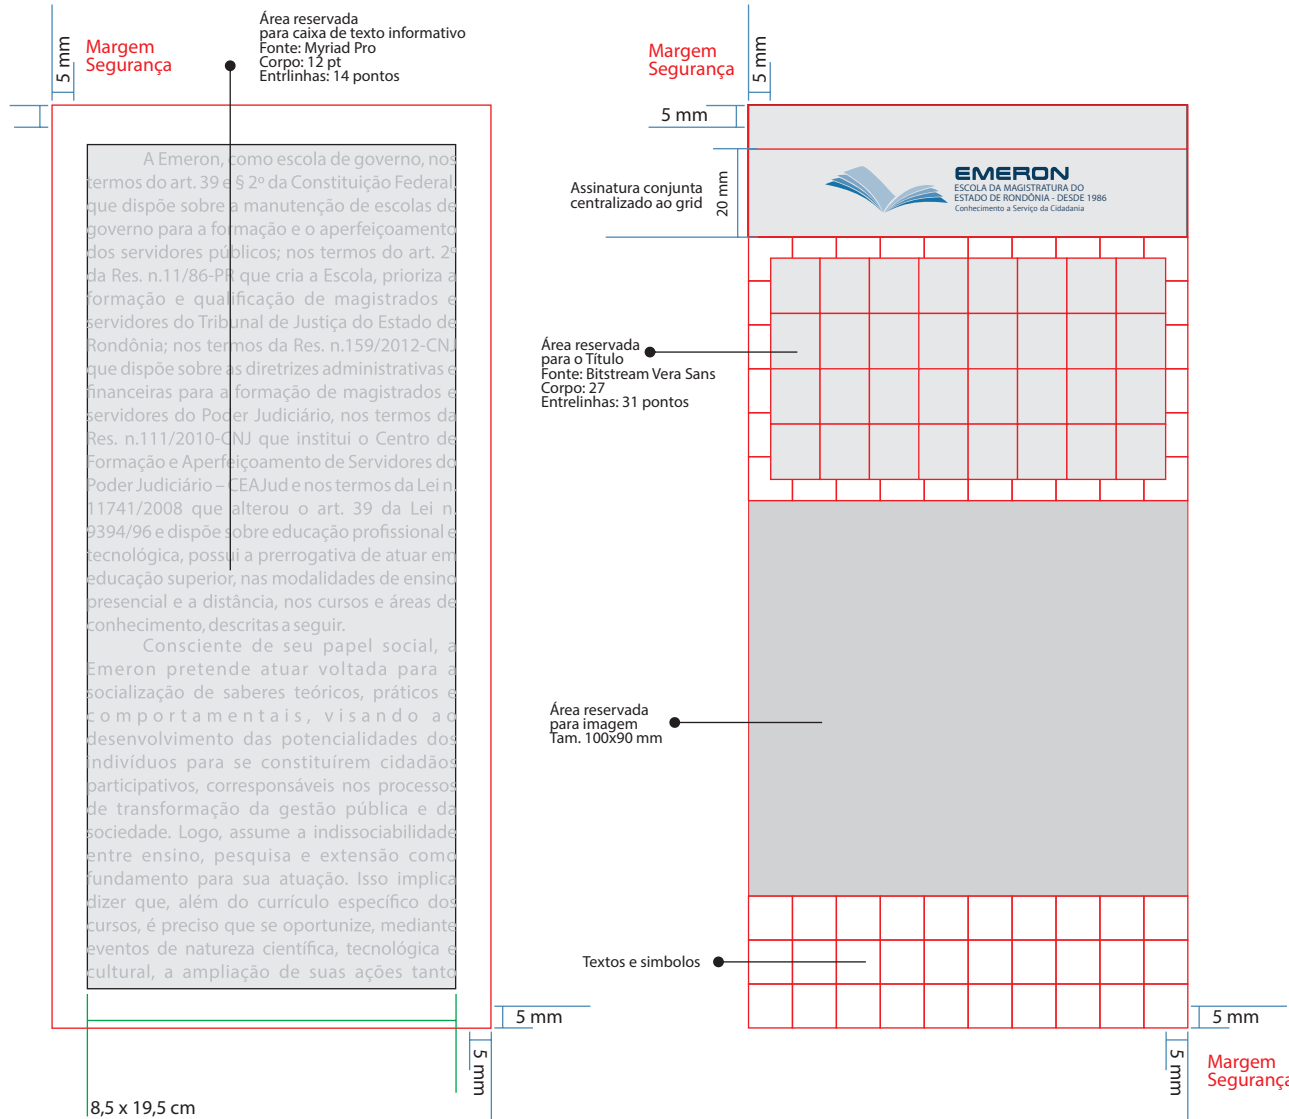 Área reservada
para caixa de texto informativo
Fonte: Myriad Pro
Corpo: 12 pt
Entrlinhas: 14 pontos
Margem
Segurança
5 mm
A Emeron, como escola de governo, nos
termos do art. 39 e § 2º da Constituição Federal,
que dispõe sobre a manutenção de escolas de
governo para a formação e o aperfeiçoamento
dos servidores públicos; nos termos do art. 2º
da Res. n.11/86-PR que cria a Escola, prioriza a
formação e qualificação de magistrados e
servidores do Tribunal de Justiça do Estado de
Rondônia; nos termos da Res. n.159/2012-CNJ
que dispõe sobre as diretrizes administrativas e
financeiras para a formação de magistrados e
servidores do Poder Judiciário, nos termos da
Res. n.111/2010-CNJ que institui o Centro de
Formação e Aperfeiçoamento de Servidores do
Poder Judiciário – CEAJud e nos termos da Lei n.
11741/2008 que alterou o art. 39 da Lei n.
9394/96 e dispõe sobre educação profissional e
tecnológica, possui a prerrogativa de atuar em
educação superior, nas modalidades de ensino
presencial e a distância, nos cursos e áreas de
conhecimento, descritas a seguir.
Consciente de seu papel social, a
Emeron pretende atuar voltada para a
socialização de saberes teóricos, práticos e
comportamentais, visando ao
desenvolvimento das potencialidades dos
indivíduos para se constituírem cidadãos
participativos, corresponsáveis nos processos
de transformação da gestão pública e da
sociedade. Logo, assume a indissociabilidade
entre ensino, pesquisa e extensão como
fundamento para sua atuação. Isso implica
dizer que, além do currículo específico dos
cursos, é preciso que se oportunize, mediante
eventos de natureza científica, tecnológica e
cultural, a ampliação de suas ações tanto
5 mm
5 mm
8,5 x 19,5 cm
Margem
Segurança
5 mm
5 mm
Assinatura conjunta
centralizado ao grid
20 mm
EMERON
ESCOLA DA MAGISTRATURA DO
ESTADO DE RONDÔNIA - DESDE 1986
Conhecimento a Serviço da Cidadania
Área reservada
para o Título
Fonte: Bitstream Vera Sans
Corpo: 27
Entrelinhas: 31 pontos
Área reservada
para imagem
Tam. 100x90 mm
Textos e simbolos
5 mm
5 mm
Margem
Segurança